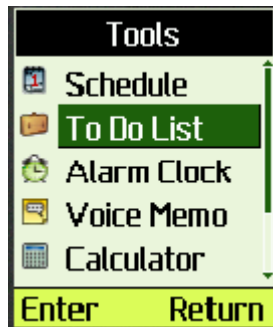 Tools
Schedule
To Do List
Alarm Clock
Voice Memo
Calculator
Enter Return